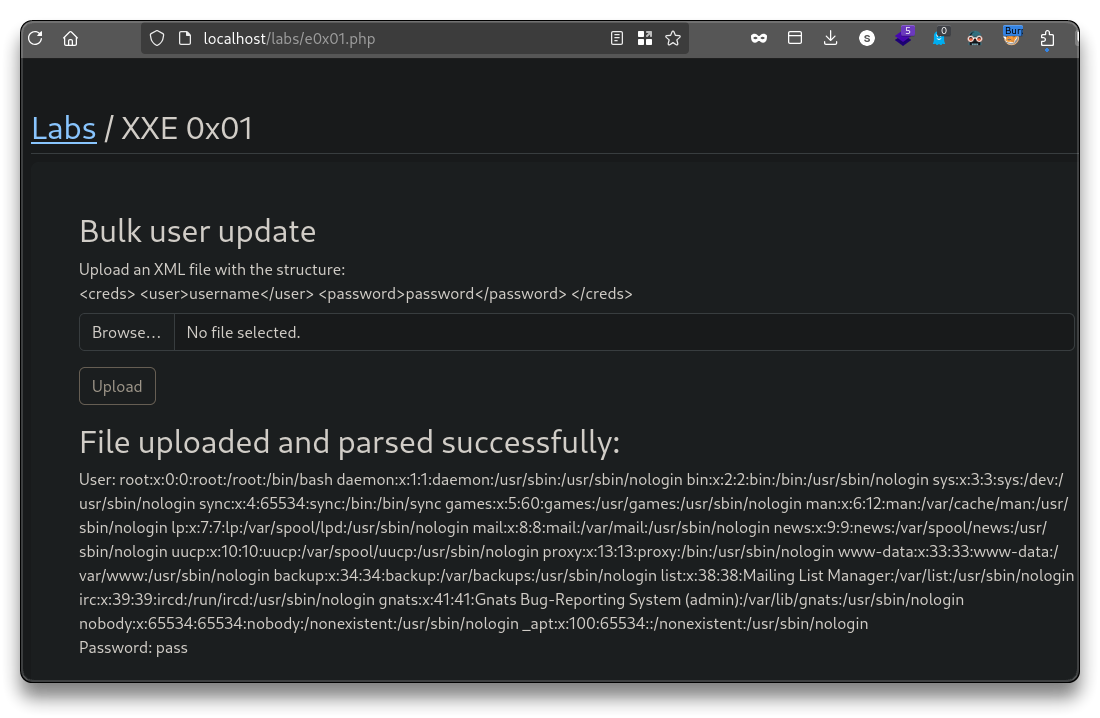 localhost/labs/e0x01.php
S
5
0
Burp
Labs / XXE 0x01
Bulk user update
Upload an XML file with the structure:
<creds> <user>username</user> <password>password</password> </creds>
Browse… No file selected.
Upload
File uploaded and parsed successfully:
User: root:x:0:0:root:/root:/bin/bash daemon:x:1:1:daemon:/usr/sbin:/usr/sbin/nologin bin:x:2:2:bin:/bin:/usr/sbin/nologin sys:x:3:3:sys:/dev:/
usr/sbin/nologin sync:x:4:65534:sync:/bin:/bin/sync games:x:5:60:games:/usr/games:/usr/sbin/nologin man:x:6:12:man:/var/cache/man:/usr/
sbin/nologin lp:x:7:7:lp:/var/spool/lpd:/usr/sbin/nologin mail:x:8:8:mail:/var/mail:/usr/sbin/nologin news:x:9:9:news:/var/spool/news:/usr/
sbin/nologin uucp:x:10:10:uucp:/var/spool/uucp:/usr/sbin/nologin proxy:x:13:13:proxy:/bin:/usr/sbin/nologin www-data:x:33:33:www-data:/
var/www:/usr/sbin/nologin backup:x:34:34:backup:/var/backups:/usr/sbin/nologin list:x:38:38:Mailing List Manager:/var/list:/usr/sbin/nologin
irc:x:39:39:ircd:/run/ircd:/usr/sbin/nologin gnats:x:41:41:Gnats Bug-Reporting System (admin):/var/lib/gnats:/usr/sbin/nologin
nobody:x:65534:65534:nobody:/nonexistent:/usr/sbin/nologin _apt:x:100:65534::/nonexistent:/usr/sbin/nologin
Password: pass